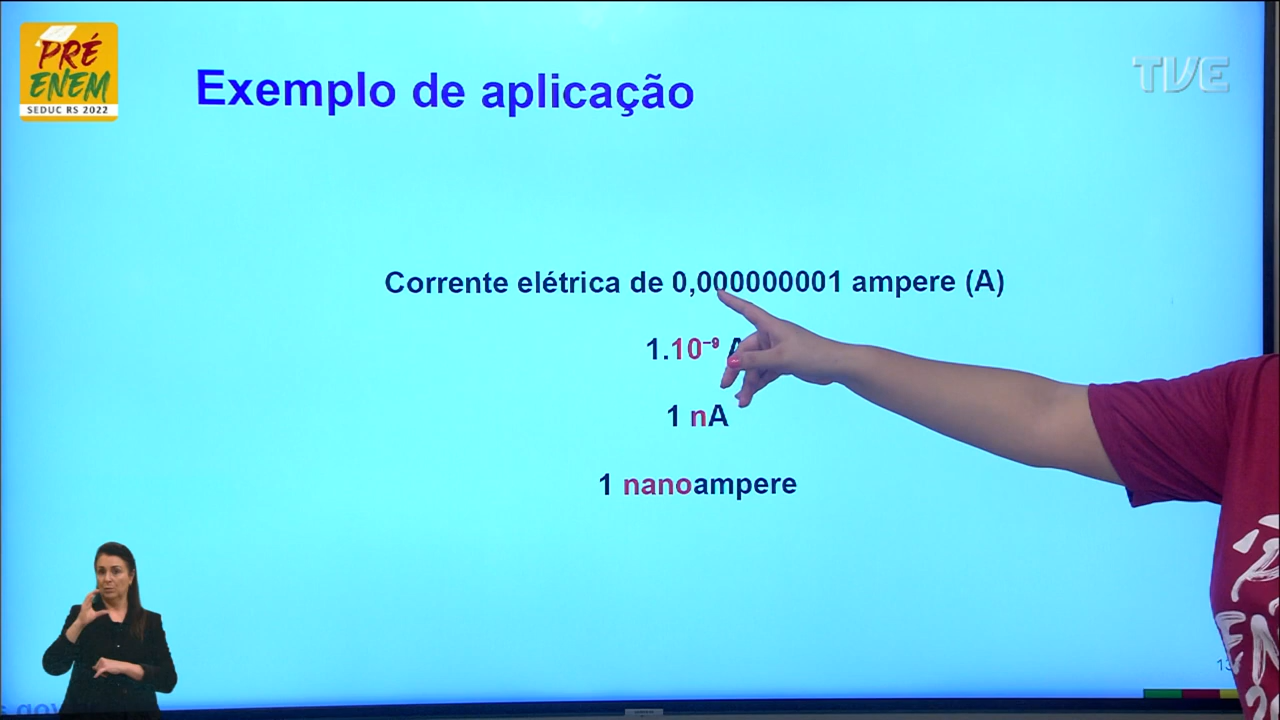 PRÉ
ENEM
SEDUC RS 2022
TVE
Exemplo de aplicação
Corrente elétrica de 0,000000001 ampere (A)
1.10⁻⁹ A
1 nA
1 nanoampere